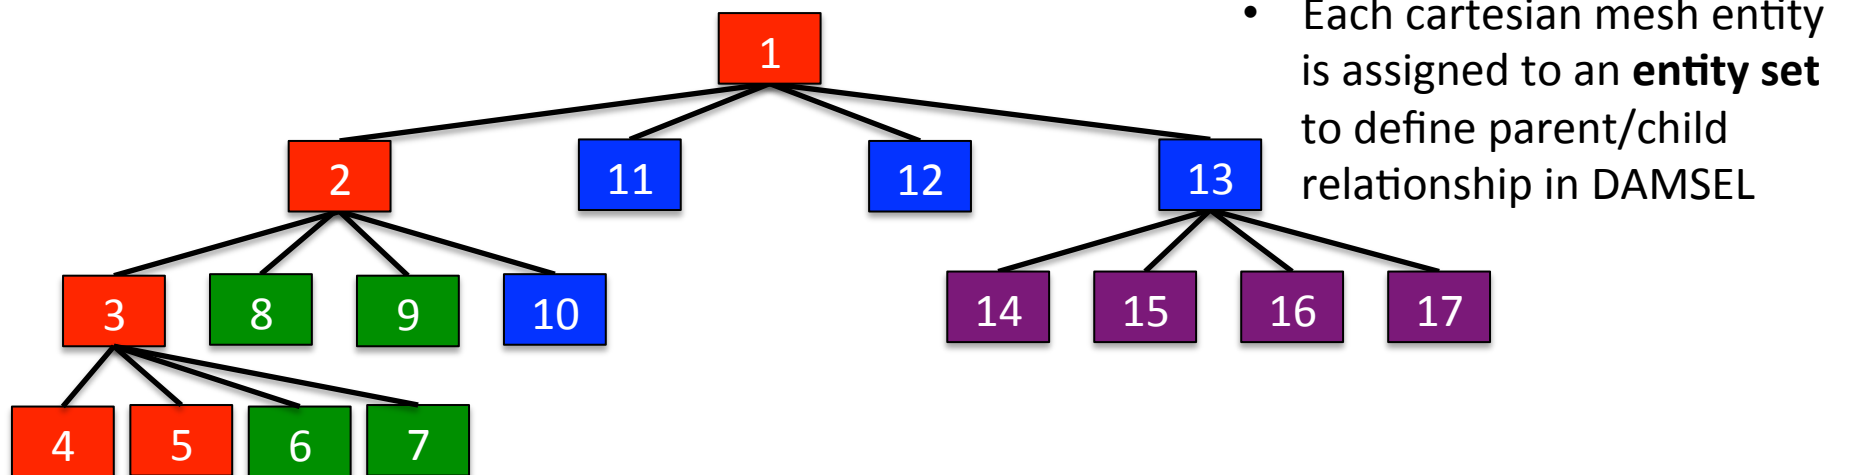 1
• Each cartesian mesh entity
is assigned to an entity set
to define parent/child
relationship in DAMSEL
2 11 12 13
3 8 9 10 14 15 16 17
4 5 6 7